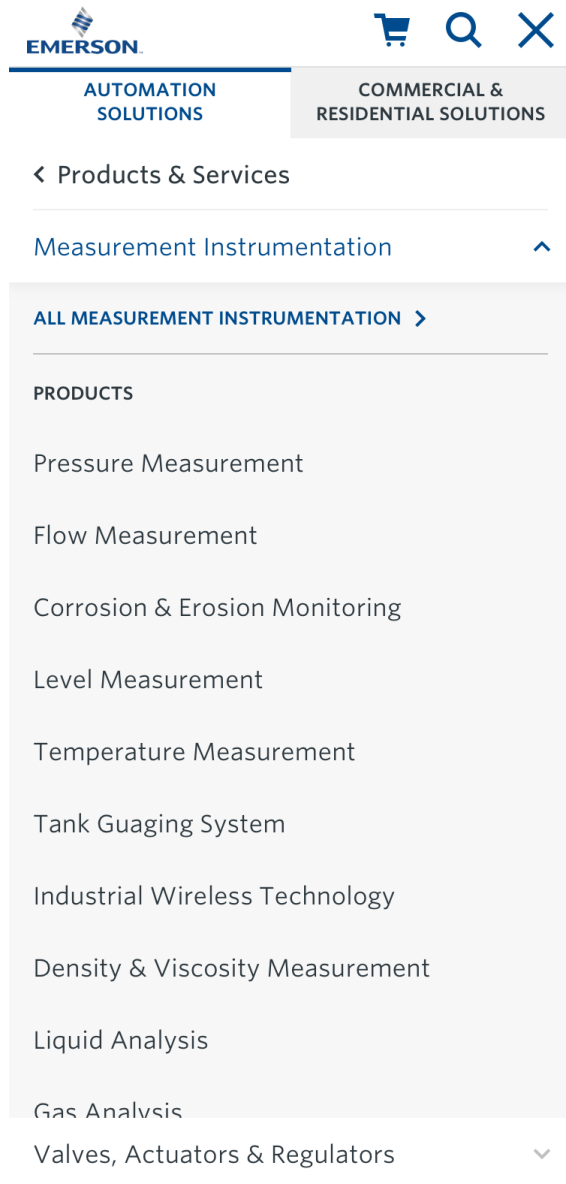 EMERSON
AUTOMATION
SOLUTIONS
COMMERCIAL &
RESIDENTIAL SOLUTIONS
Products & Services
Measurement Instrumentation
ALL MEASUREMENT INSTRUMENTATION
PRODUCTS
Pressure Measurement
Flow Measurement
Corrosion & Erosion Monitoring
Level Measurement
Temperature Measurement
Tank Guaging System
Industrial Wireless Technology
Density & Viscosity Measurement
Liquid Analysis
Gas Analysis
Valves, Actuators & Regulators